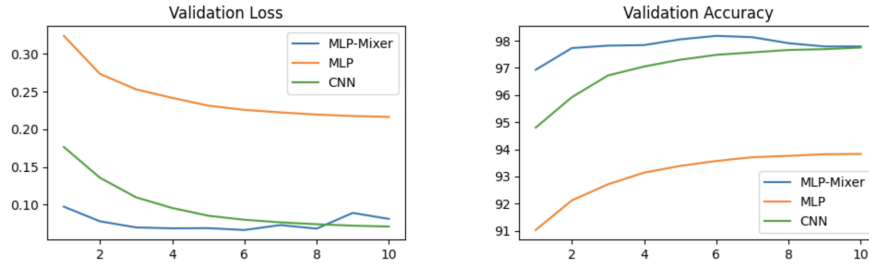 Validation Loss
0.30
0.25
0.20
0.15
0.10
2 4 6 8 10
MLP-Mixer
MLP
CNN
Validation Accuracy
98
97
96
95
94
93
92
91
2 4 6 8 10
MLP-Mixer
MLP
CNN